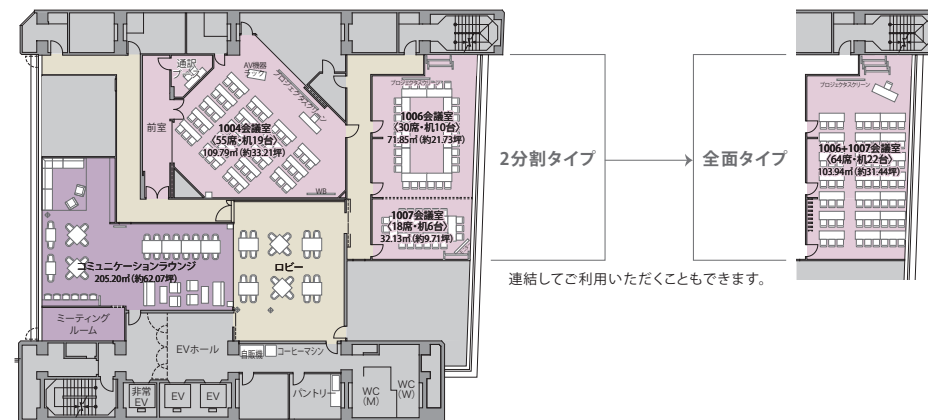 通訳
ブース
AV機器
ラック
プロジェクタスクリーン
前室
1004会議室
〈55席・机19台〉
109.79㎡(約33.21坪)
WB
プロジェクタスクリーン
1006会議室
〈30席・机10台〉
71.85㎡(約21.73坪)
1007会議室
〈18席・机6台〉
32.13㎡(約9.71坪)
2分割タイプ
全面タイプ
連結してご利用いただくこともできます。
プロジェクタスクリーン
1006+1007会議室
〈64席・机22台〉
103.94㎡(約31.44坪)
コミュニケーションラウンジ
205.20㎡(約62.07坪)
ロビー
ミーティング
ルーム
EVホール
自販機
コーヒーマシン
非常
EV
EV
EV
パントリー
WC
(M)
WC
(W)